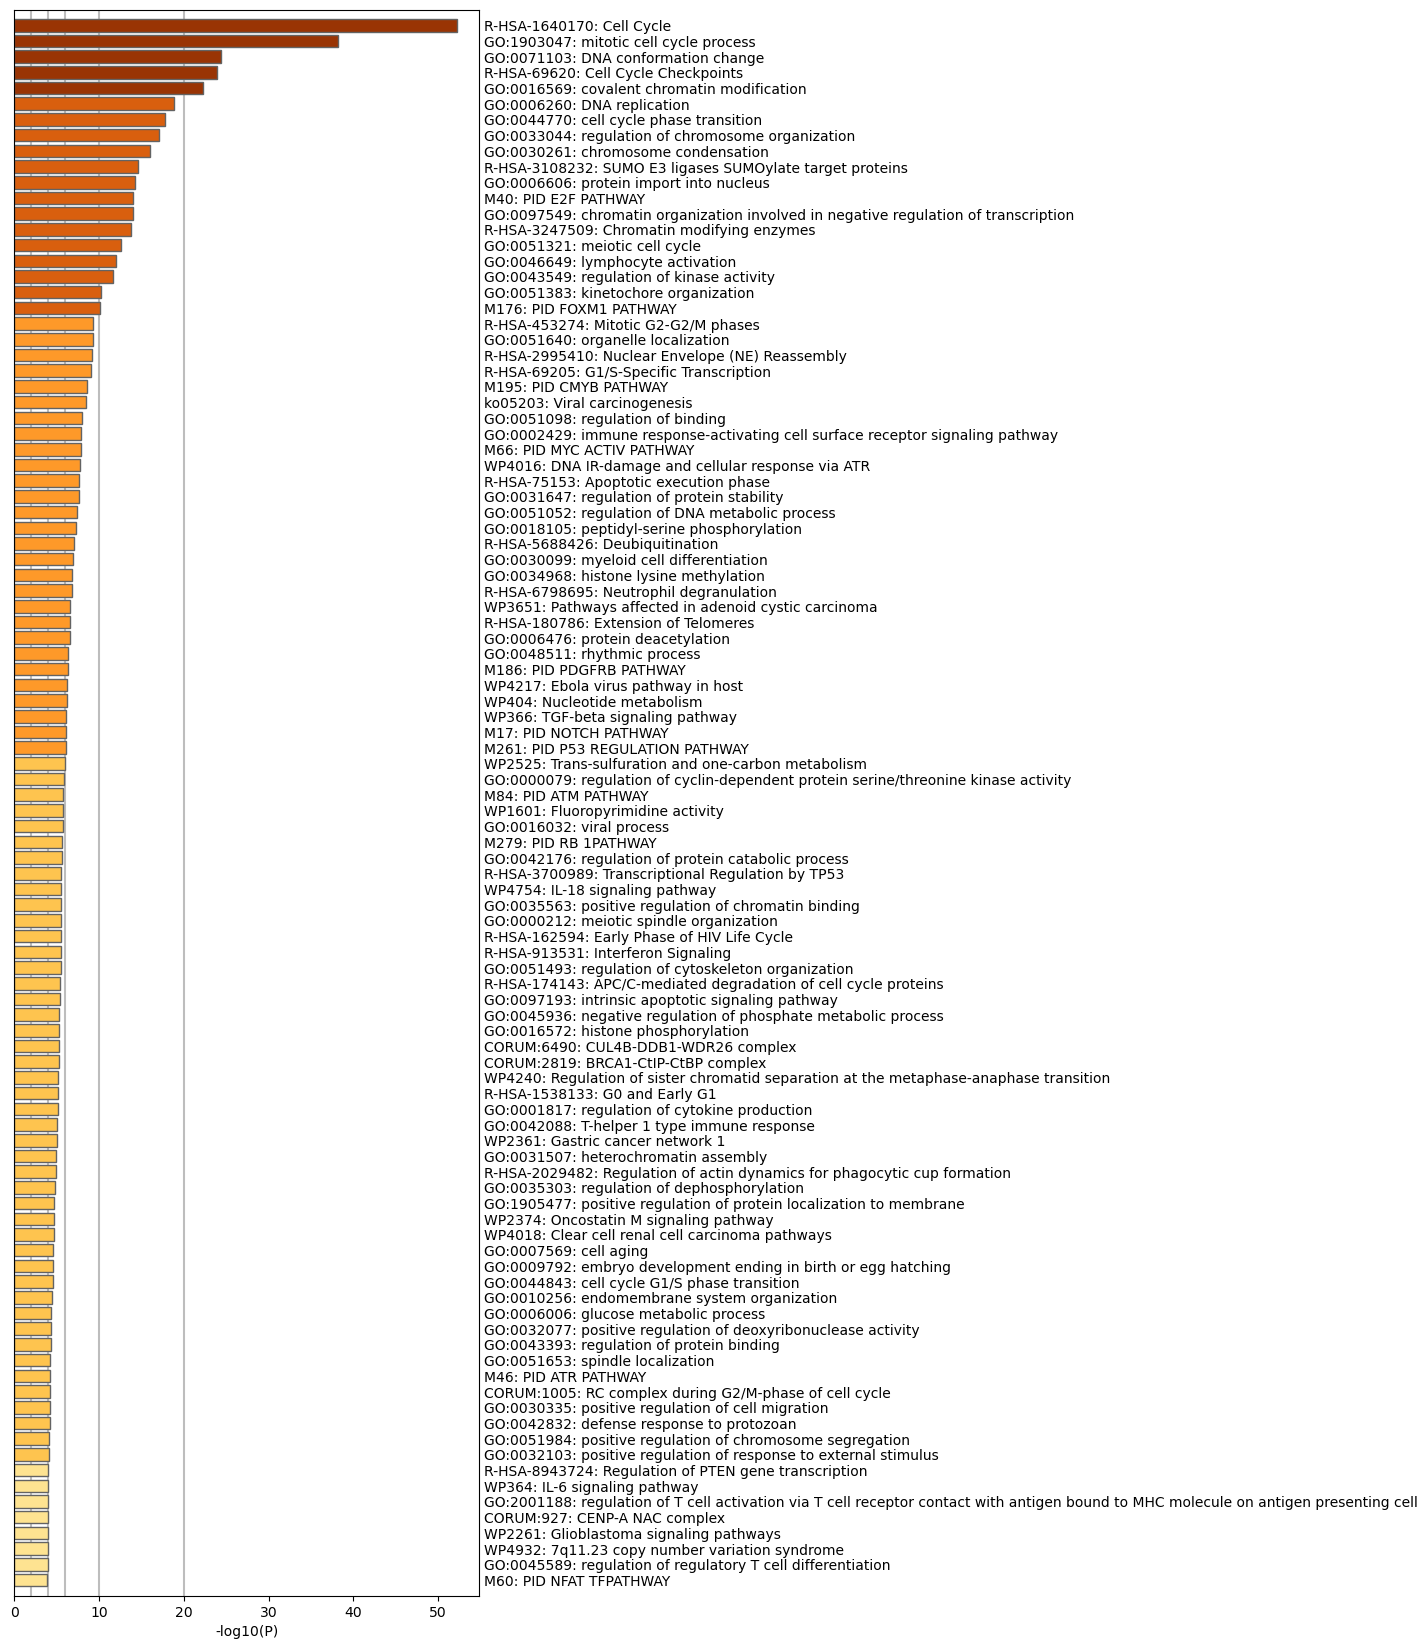 R-HSA-1640170: Cell Cycle
GO:1903047: mitotic cell cycle process
GO:0071103: DNA conformation change
R-HSA-69620: Cell Cycle Checkpoints
GO:0016569: covalent chromatin modification
GO:0006260: DNA replication
GO:0044770: cell cycle phase transition
GO:0033044: regulation of chromosome organization
GO:0030261: chromosome condensation
R-HSA-3108232: SUMO E3 ligases SUMOylate target proteins
GO:0006606: protein import into nucleus
M40: PID E2F PATHWAY
GO:0097549: chromatin organization involved in negative regulation of transcription
R-HSA-3247509: Chromatin modifying enzymes
GO:0051321: meiotic cell cycle
GO:0046649: lymphocyte activation
GO:0043549: regulation of kinase activity
GO:0051383: kinetochore organization
M176: PID FOXM1 PATHWAY
R-HSA-453274: Mitotic G2-G2/M phases
GO:0051640: organelle localization
R-HSA-2995410: Nuclear Envelope (NE) Reassembly
R-HSA-69205: G1/S-Specific Transcription
M195: PID CMYB PATHWAY
ko05203: Viral carcinogenesis
GO:0051098: regulation of binding
GO:0002429: immune response-activating cell surface receptor signaling pathway
M66: PID MYC ACTIV PATHWAY
WP4016: DNA IR-damage and cellular response via ATR
R-HSA-75153: Apoptotic execution phase
GO:0031647: regulation of protein stability
GO:0051052: regulation of DNA metabolic process
GO:0018105: peptidyl-serine phosphorylation
R-HSA-5688426: Deubiquitination
GO:0030099: myeloid cell differentiation
GO:0034968: histone lysine methylation
R-HSA-6798695: Neutrophil degranulation
WP3651: Pathways affected in adenoid cystic carcinoma
R-HSA-180786: Extension of Telomeres
GO:0006476: protein deacetylation
GO:0048511: rhythmic process
M186: PID PDGFRB PATHWAY
WP4217: Ebola virus pathway in host
WP404: Nucleotide metabolism
WP366: TGF-beta signaling pathway
M17: PID NOTCH PATHWAY
M261: PID P53 REGULATION PATHWAY
WP2525: Trans-sulfuration and one-carbon metabolism
GO:0000079: regulation of cyclin-dependent protein serine/threonine kinase activity
M84: PID ATM PATHWAY
WP1601: Fluoropyrimidine activity
GO:0016032: viral process
M279: PID RB 1PATHWAY
GO:0042176: regulation of protein catabolic process
R-HSA-3700989: Transcriptional Regulation by TP53
WP4754: IL-18 signaling pathway
GO:0035563: positive regulation of chromatin binding
GO:0000212: meiotic spindle organization
R-HSA-162594: Early Phase of HIV Life Cycle
R-HSA-913531: Interferon Signaling
GO:0051493: regulation of cytoskeleton organization
R-HSA-174143: APC/C-mediated degradation of cell cycle proteins
GO:0097193: intrinsic apoptotic signaling pathway
GO:0045936: negative regulation of phosphate metabolic process
GO:0016572: histone phosphorylation
CORUM:6490: CUL4B-DDB1-WDR26 complex
CORUM:2819: BRCA1-CtIP-CtBP complex
WP4240: Regulation of sister chromatid separation at the metaphase-anaphase transition
R-HSA-1538133: G0 and Early G1
GO:0001817: regulation of cytokine production
GO:0042088: T-helper 1 type immune response
WP2361: Gastric cancer network 1
GO:0031507: heterochromatin assembly
R-HSA-2029482: Regulation of actin dynamics for phagocytic cup formation
GO:0035303: regulation of dephosphorylation
GO:1905477: positive regulation of protein localization to membrane
WP2374: Oncostatin M signaling pathway
WP4018: Clear cell renal cell carcinoma pathways
GO:0007569: cell aging
GO:0009792: embryo development ending in birth or egg hatching
GO:0044843: cell cycle G1/S phase transition
GO:0010256: endomembrane system organization
GO:0006006: glucose metabolic process
GO:0032077: positive regulation of deoxyribonuclease activity
GO:0043393: regulation of protein binding
GO:0051653: spindle localization
M46: PID ATR PATHWAY
CORUM:1005: RC complex during G2/M-phase of cell cycle
GO:0030335: positive regulation of cell migration
GO:0042832: defense response to protozoan
GO:0051984: positive regulation of chromosome segregation
GO:0032103: positive regulation of response to external stimulus
R-HSA-8943724: Regulation of PTEN gene transcription
WP364: IL-6 signaling pathway
GO:2001188: regulation of T cell activation via T cell receptor contact with antigen bound to MHC molecule on antigen presenting cell
CORUM:927: CENP-A NAC complex
WP2261: Glioblastoma signaling pathways
WP4932: 7q11.23 copy number variation syndrome
GO:0045589: regulation of regulatory T cell differentiation
M60: PID NFAT TFPATHWAY
0 10 20 30 40 50
-log10(P)